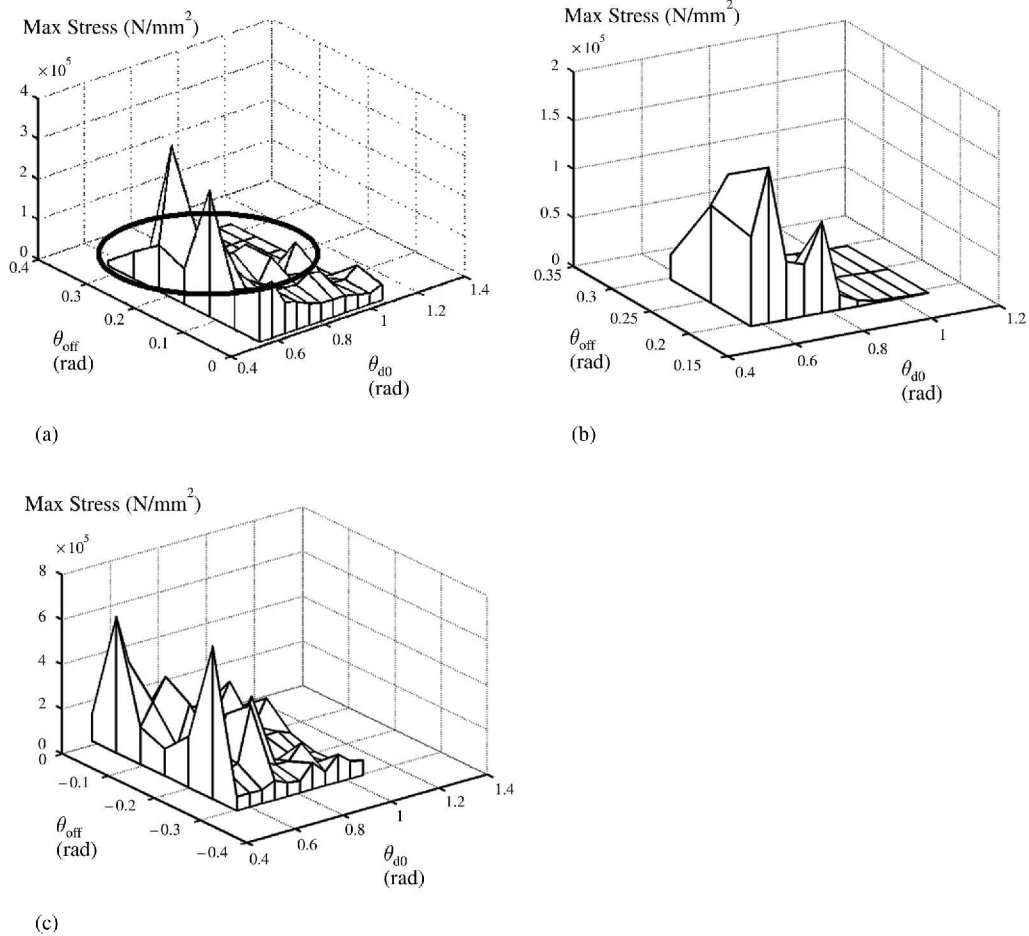 Max Stress (N/mm²)
×10⁵
4
3
2
1
0
0.4
0.3
0.2
0.1
0
θoff
(rad)
0.4
0.6
0.8
1
1.2
1.4
θd0
(rad)
(a)
Max Stress (N/mm²)
×10⁵
2
1.5
1
0.5
0
0.35
0.3
0.25
0.2
0.15
θoff
(rad)
0.4
0.6
0.8
1
1.2
θd0
(rad)
(b)
Max Stress (N/mm²)
×10⁵
8
6
4
2
0
0
−0.1
−0.2
−0.3
−0.4
θoff
(rad)
0.4
0.6
0.8
1
1.2
1.4
θd0
(rad)
(c)